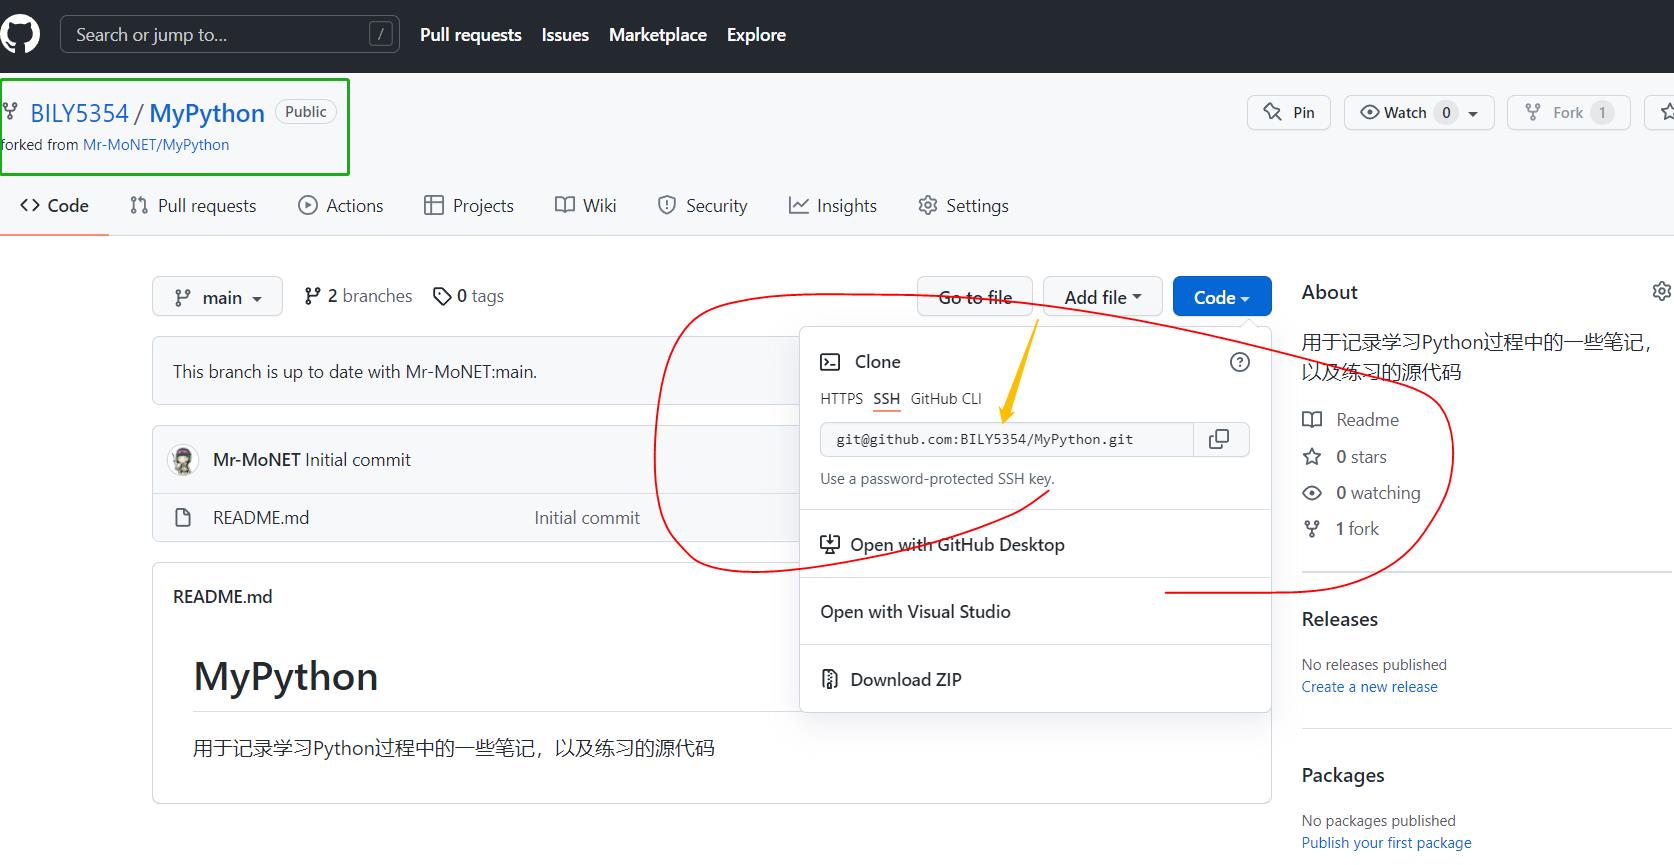 Search or jump to... /
Pull requests Issues Marketplace Explore
BILY5354 / MyPython Public
forked from Mr-MoNET/MyPython
Pin Watch 0 Fork 1
Code Pull requests Actions Projects Wiki Security Insights Settings
main 2 branches 0 tags Go to file Add file Code
This branch is up to date with Mr-MoNET:main.
Mr-MoNET Initial commit
README.md Initial commit
Clone
HTTPS SSH GitHub CLI
git@github.com:BILY5354/MyPython.git
Use a password-protected SSH key.
Open with GitHub Desktop
Open with Visual Studio
Download ZIP
README.md
MyPython
用于记录学习Python过程中的一些笔记，以及练习的源代码
About
用于记录学习Python过程中的一些笔记，
以及练习的源代码
Readme
0 stars
0 watching
1 fork
Releases
No releases published
Create a new release
Packages
No packages published
Publish your first package